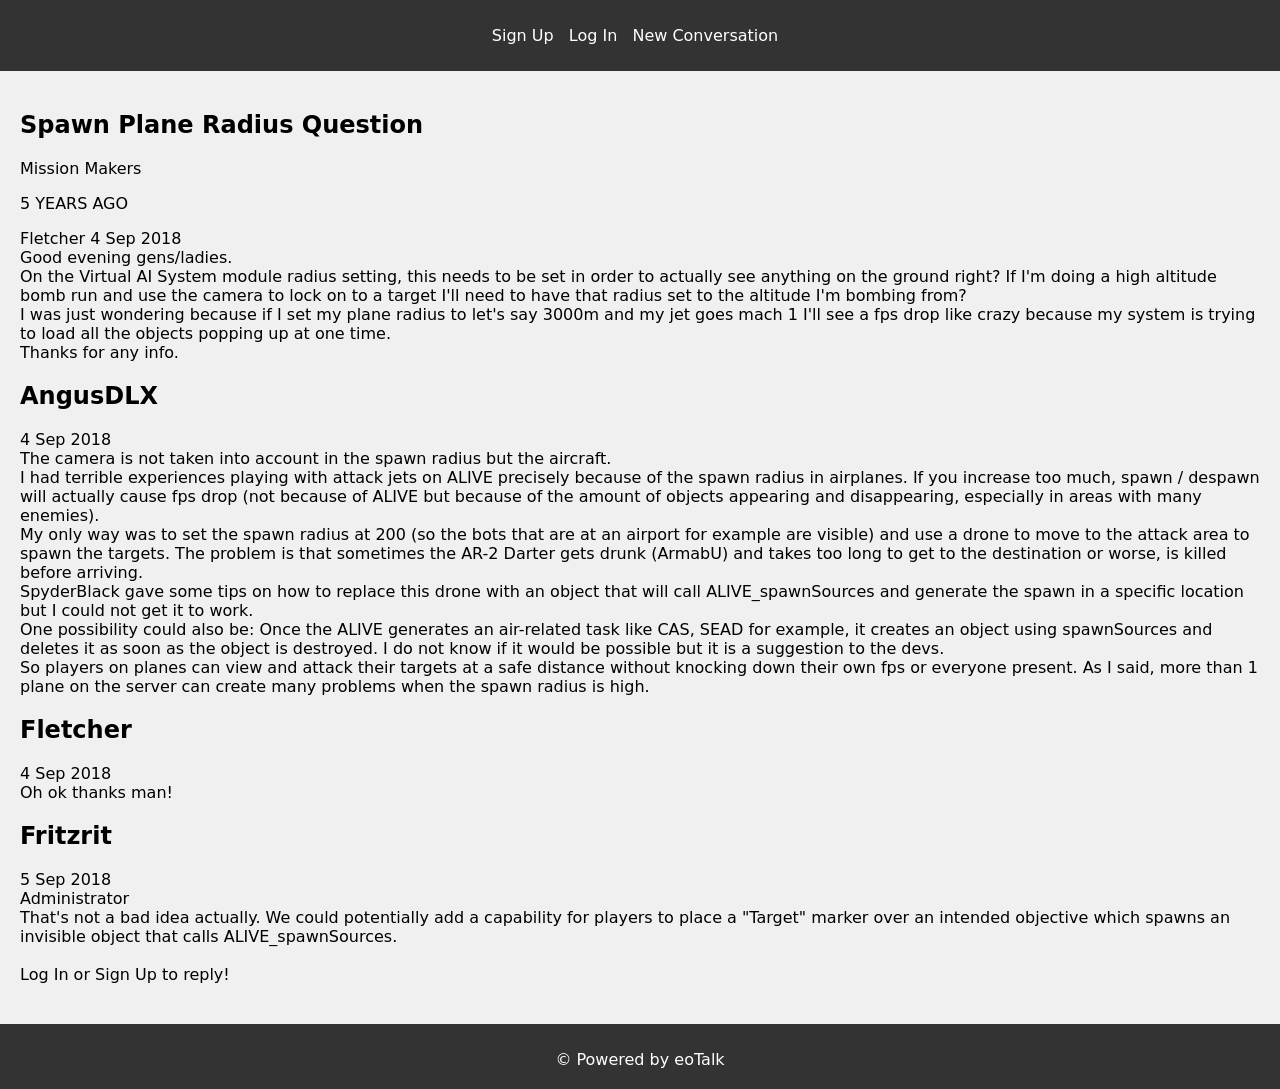 Sign Up Log In New Conversation
Spawn Plane Radius Question
Mission Makers
5 YEARS AGO
Fletcher 4 Sep 2018
Good evening gens/ladies.
On the Virtual AI System module radius setting, this needs to be set in order to actually see anything on the ground right? If I'm doing a high altitude
bomb run and use the camera to lock on to a target I'll need to have that radius set to the altitude I'm bombing from?
I was just wondering because if I set my plane radius to let's say 3000m and my jet goes mach 1 I'll see a fps drop like crazy because my system is trying
to load all the objects popping up at one time.
Thanks for any info.
AngusDLX
4 Sep 2018
The camera is not taken into account in the spawn radius but the aircraft.
I had terrible experiences playing with attack jets on ALIVE precisely because of the spawn radius in airplanes. If you increase too much, spawn / despawn
will actually cause fps drop (not because of ALIVE but because of the amount of objects appearing and disappearing, especially in areas with many
enemies).
My only way was to set the spawn radius at 200 (so the bots that are at an airport for example are visible) and use a drone to move to the attack area to
spawn the targets. The problem is that sometimes the AR-2 Darter gets drunk (ArmabU) and takes too long to get to the destination or worse, is killed
before arriving.
SpyderBlack gave some tips on how to replace this drone with an object that will call ALIVE_spawnSources and generate the spawn in a specific location
but I could not get it to work.
One possibility could also be: Once the ALIVE generates an air-related task like CAS, SEAD for example, it creates an object using spawnSources and
deletes it as soon as the object is destroyed. I do not know if it would be possible but it is a suggestion to the devs.
So players on planes can view and attack their targets at a safe distance without knocking down their own fps or everyone present. As I said, more than 1
plane on the server can create many problems when the spawn radius is high.
Fletcher
4 Sep 2018
Oh ok thanks man!
Fritzrit
5 Sep 2018
Administrator
That's not a bad idea actually. We could potentially add a capability for players to place a "Target" marker over an intended objective which spawns an
invisible object that calls ALIVE_spawnSources.
Log In or Sign Up to reply!
© Powered by eoTalk